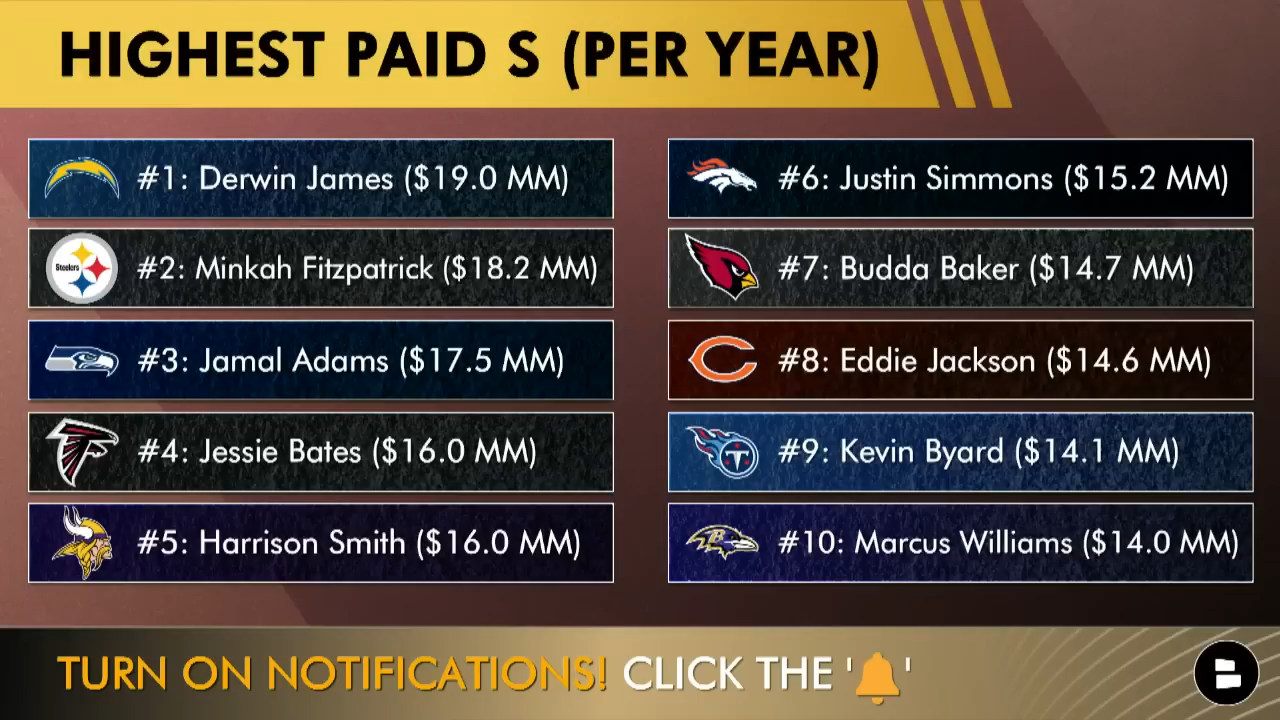 HIGHEST PAID S (PER YEAR)
#1: Derwin James ($19.0 MM)
Steelers
#2: Minkah Fitzpatrick ($18.2 MM)
#3: Jamal Adams ($17.5 MM)
#4: Jessie Bates ($16.0 MM)
#5: Harrison Smith ($16.0 MM)
#6: Justin Simmons ($15.2 MM)
#7: Budda Baker ($14.7 MM)
#8: Eddie Jackson ($14.6 MM)
#9: Kevin Byard ($14.1 MM)
#10: Marcus Williams ($14.0 MM)
TURN ON NOTIFICATIONS! CLICK THE '🔔'